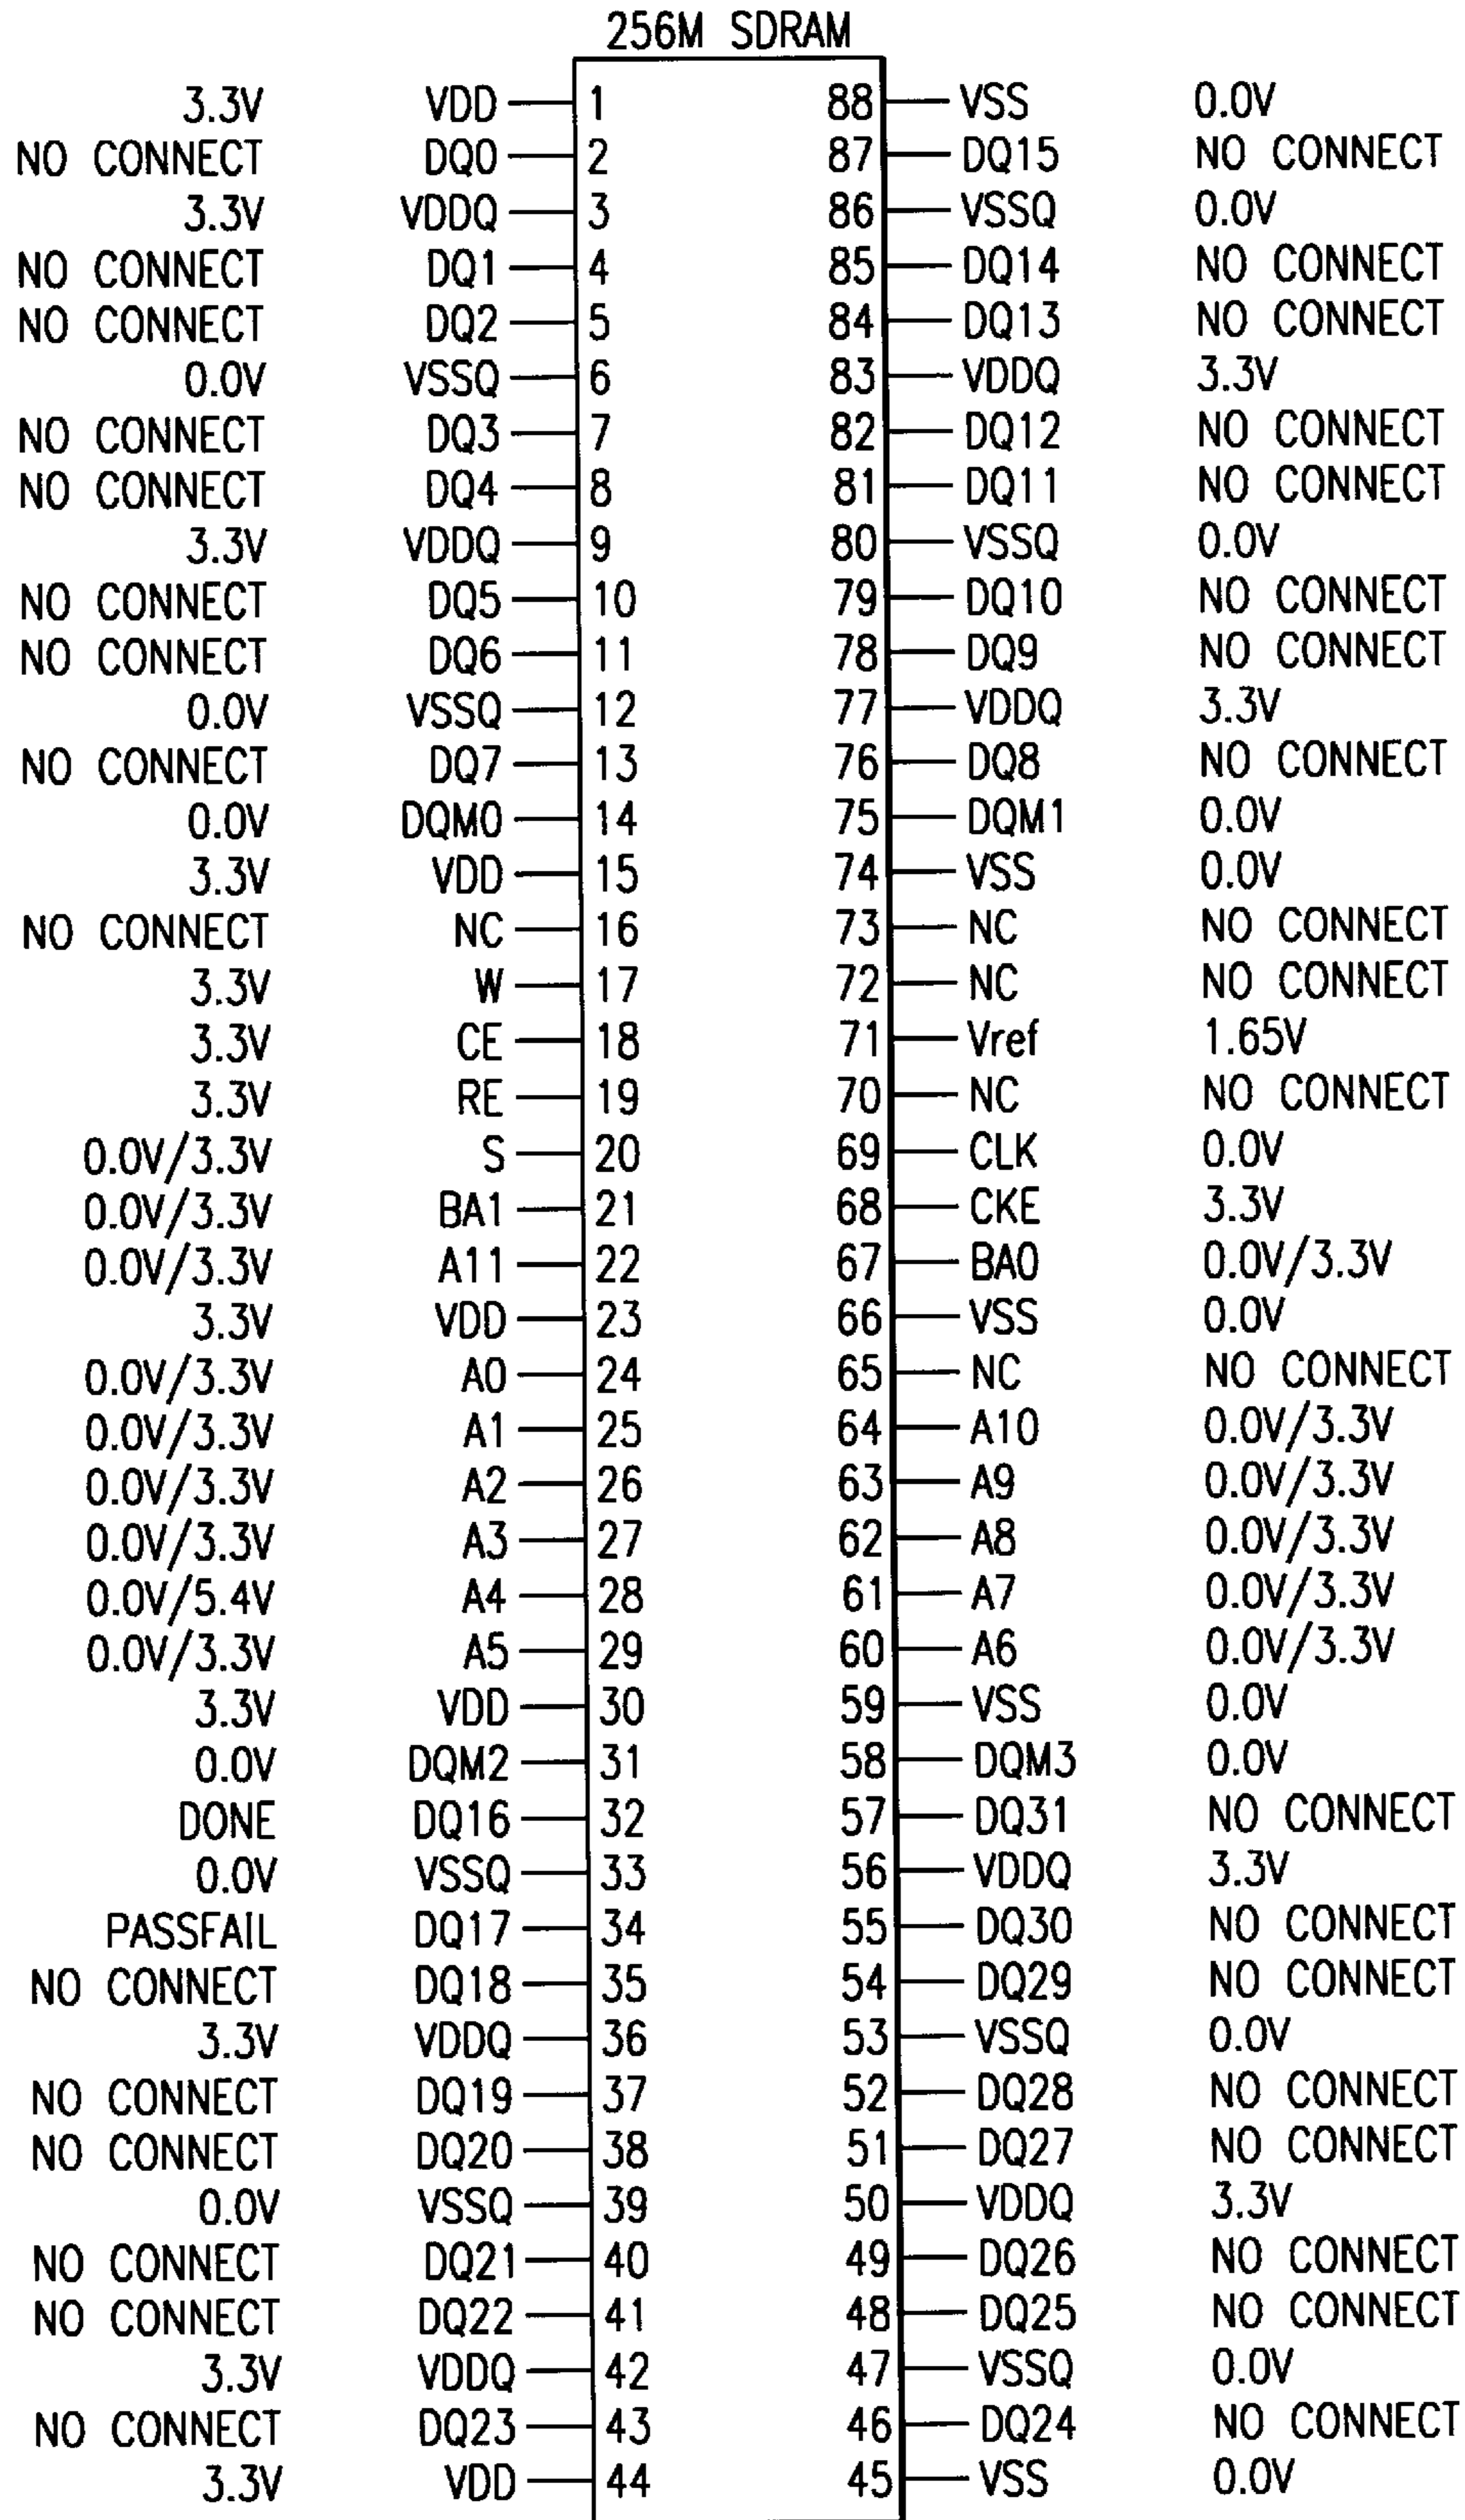 256M SDRAM
3.3V VDD 1 88 VSS 0.0V
NO CONNECT DQ0 2 87 DQ15 NO CONNECT
3.3V VDDQ 3 86 VSSQ 0.0V
NO CONNECT DQ1 4 85 DQ14 NO CONNECT
NO CONNECT DQ2 5 84 DQ13 NO CONNECT
0.0V VSSQ 6 83 VDDQ 3.3V
NO CONNECT DQ3 7 82 DQ12 NO CONNECT
NO CONNECT DQ4 8 81 DQ11 NO CONNECT
3.3V VDDQ 9 80 VSSQ 0.0V
NO CONNECT DQ5 10 79 DQ10 NO CONNECT
NO CONNECT DQ6 11 78 DQ9 NO CONNECT
0.0V VSSQ 12 77 VDDQ 3.3V
NO CONNECT DQ7 13 76 DQ8 NO CONNECT
0.0V DQM0 14 75 DQM1 0.0V
3.3V VDD 15 74 VSS 0.0V
NO CONNECT NC 16 73 NC NO CONNECT
3.3V W 17 72 NC NO CONNECT
3.3V CE 18 71 Vref 1.65V
3.3V RE 19 70 NC NO CONNECT
0.0V/3.3V S 20 69 CLK 0.0V
0.0V/3.3V BA1 21 68 CKE 3.3V
0.0V/3.3V A11 22 67 BA0 0.0V/3.3V
3.3V VDD 23 66 VSS 0.0V
0.0V/3.3V A0 24 65 NC NO CONNECT
0.0V/3.3V A1 25 64 A10 0.0V/3.3V
0.0V/3.3V A2 26 63 A9 0.0V/3.3V
0.0V/3.3V A3 27 62 A8 0.0V/3.3V
0.0V/5.4V A4 28 61 A7 0.0V/3.3V
0.0V/3.3V A5 29 60 A6 0.0V/3.3V
3.3V VDD 30 59 VSS 0.0V
0.0V DQM2 31 58 DQM3 0.0V
DONE DQ16 32 57 DQ31 NO CONNECT
0.0V VSSQ 33 56 VDDQ 3.3V
PASSFAIL DQ17 34 55 DQ30 NO CONNECT
NO CONNECT DQ18 35 54 DQ29 NO CONNECT
3.3V VDDQ 36 53 VSSQ 0.0V
NO CONNECT DQ19 37 52 DQ28 NO CONNECT
NO CONNECT DQ20 38 51 DQ27 NO CONNECT
0.0V VSSQ 39 50 VDDQ 3.3V
NO CONNECT DQ21 40 49 DQ26 NO CONNECT
NO CONNECT DQ22 41 48 DQ25 NO CONNECT
3.3V VDDQ 42 47 VSSQ 0.0V
NO CONNECT DQ23 43 46 DQ24 NO CONNECT
3.3V VDD 44 45 VSS 0.0V